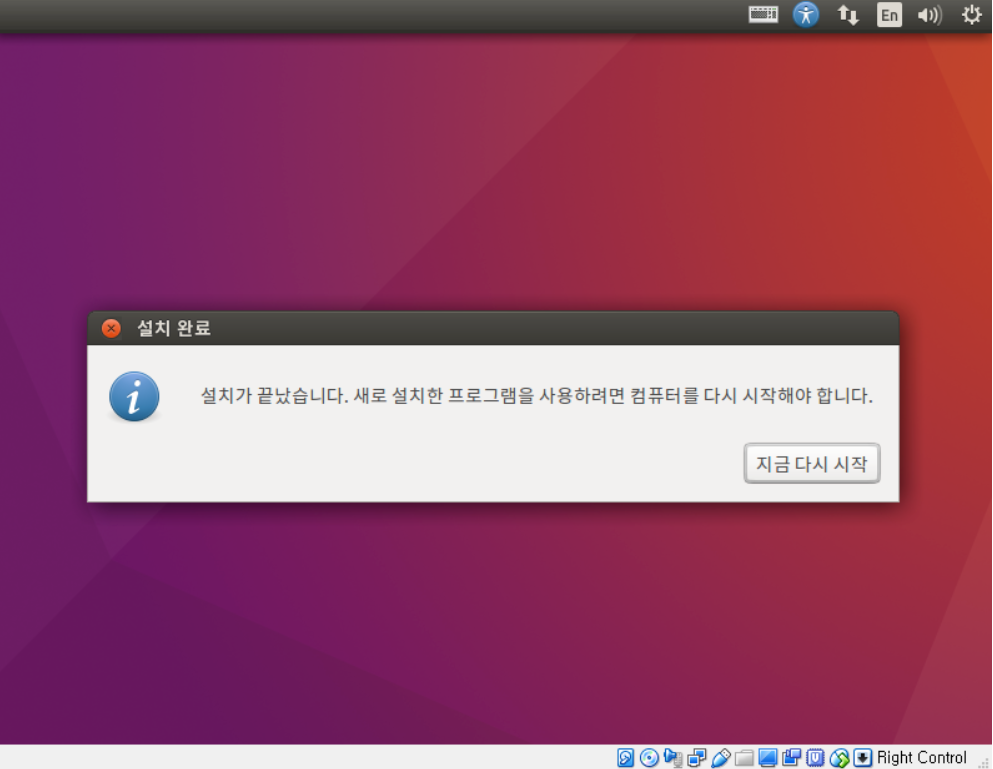 En
설치 완료
설치가 끝났습니다. 새로 설치한 프로그램을 사용하려면 컴퓨터를 다시 시작해야 합니다.
지금 다시 시작
Right Control